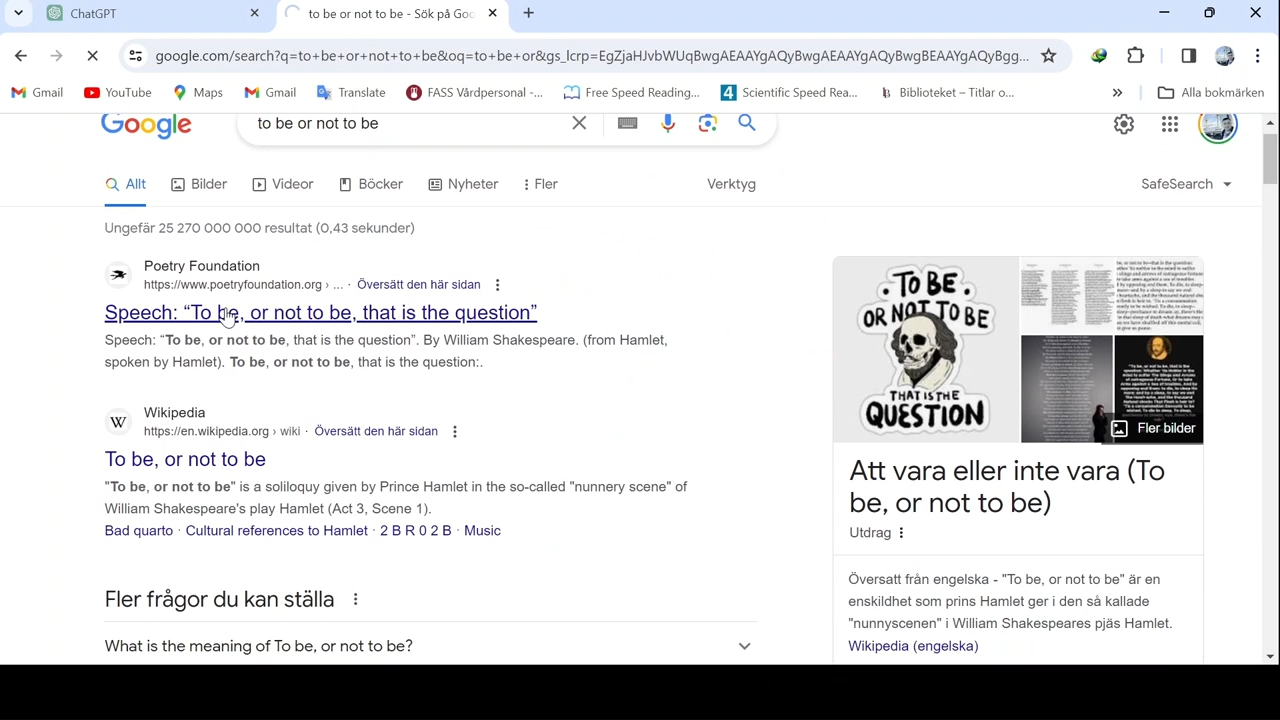 ChatGPT
to be or not to be - Sök på Goo
google.com/search?q=to+be+or+not+to+be&oq=to+be+or&gs_lcrp=EgZjaHJvbWUqBwgAEAAYgAQyBwgAEAAYgAQyBwgBEAAYgAQyBgg...
Gmail
YouTube
Maps
Gmail
Translate
FASS Vårdpersonal -...
Free Speed Reading...
Scientific Speed Rea...
Biblioteket – Titlar o...
Alla bokmärken
Google
to be or not to be
Allt
Bilder
Videor
Böcker
Nyheter
Fler
Verktyg
SafeSearch
Ungefär 25 270 000 000 resultat (0,43 sekunder)
Poetry Foundation
https://www.poetryfoundation.org
Speech: “To be, or not to be, that is the question”
Speech: “To be, or not to be, that is the question”. By William Shakespeare. (from Hamlet,
spoken by Hamlet). To be, or not to be, that is the question:.
Wikipedia
https://en.wikipedia.org › wiki · Översätt den här sidan
To be, or not to be
"To be, or not to be" is a soliloquy given by Prince Hamlet in the so-called "nunnery scene" of
William Shakespeare's play Hamlet (Act 3, Scene 1).
Bad quarto · Cultural references to Hamlet · 2 B R 0 2 B · Music
Fler frågor du kan ställa
What is the meaning of To be, or not to be?
TO BE,
OR NOT
TO BE
WHAT IS THE
QUESTION
Fler bilder
Att vara eller inte vara (To
be, or not to be)
Utdrag
Översatt från engelska - "To be, or not to be" är en
enskildhet som prins Hamlet ger i den så kallade
"nunnyscenen" i William Shakespeares pjäs Hamlet.
Wikipedia (engelska)